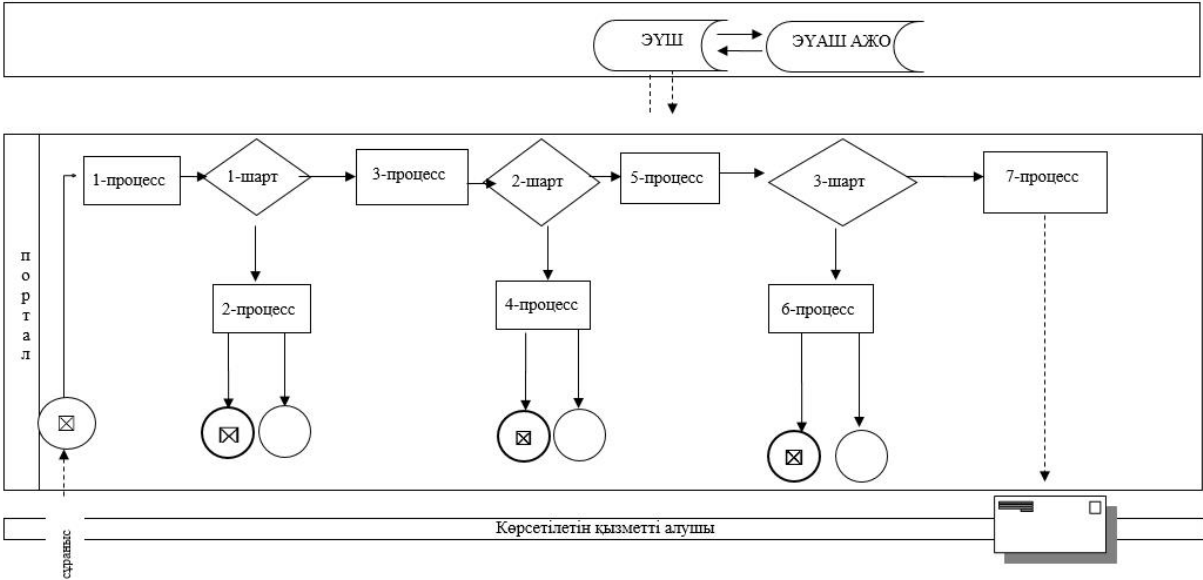 ЭҮШ
ЭҮАШ АЖО
портал
1-процесс
1-шарт
3-процесс
2-шарт
5-процесс
3-шарт
7-процесс
2-процесс
4-процесс
6-процесс
сұраныс
Көрсетілетін қызметті алушы